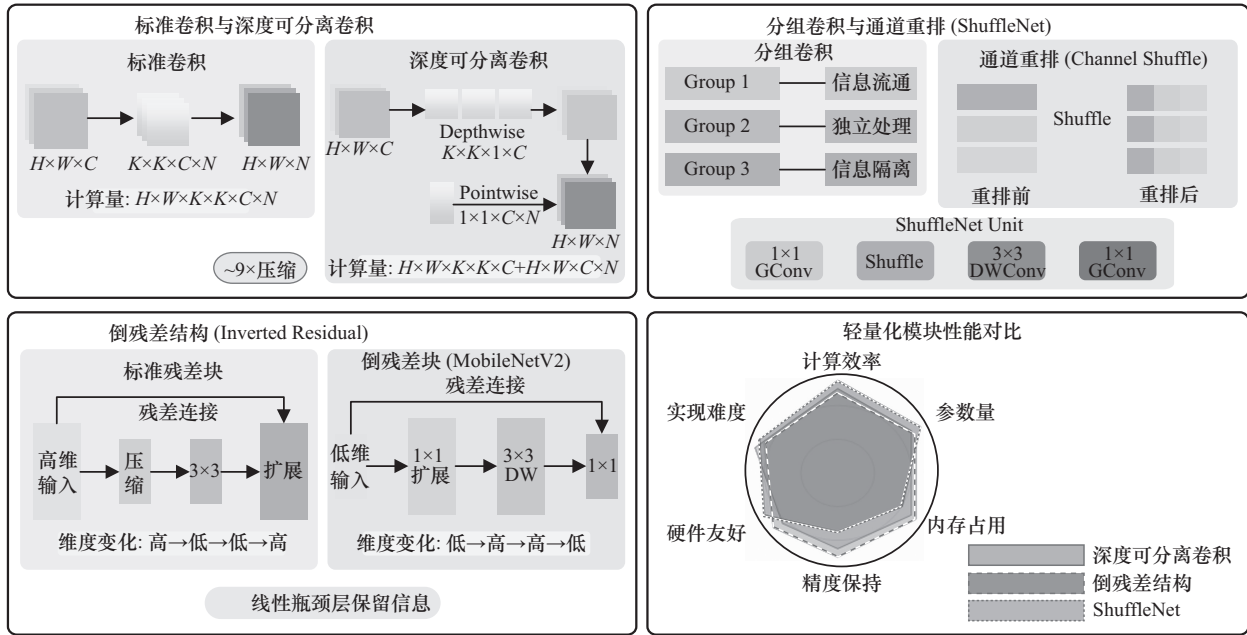 标准卷积与深度可分离卷积
标准卷积
H×W×C
K×K×C×N
H×W×N
计算量: H×W×K×K×C×N
~9×压缩
深度可分离卷积
H×W×C
Depthwise
K×K×1×C
Pointwise
1×1×C×N
H×W×N
计算量: H×W×K×K×C+H×W×C×N
分组卷积与通道重排 (ShuffleNet)
分组卷积
Group 1
信息流通
Group 2
独立处理
Group 3
信息隔离
通道重排 (Channel Shuffle)
Shuffle
重排前
重排后
ShuffleNet Unit
1×1
GConv
Shuffle
3×3
DWConv
1×1
GConv
倒残差结构 (Inverted Residual)
标准残差块
残差连接
高维
输入
压
缩
3×3
扩展
维度变化: 高→低→低→高
倒残差块 (MobileNetV2)
残差连接
低维
输入
1×1
扩展
3×3
DW
1×1
维度变化: 低→高→高→低
线性瓶颈层保留信息
轻量化模块性能对比
计算效率
实现难度
参数量
硬件友好
内存占用
精度保持
深度可分离卷积
倒残差结构
ShuffleNet